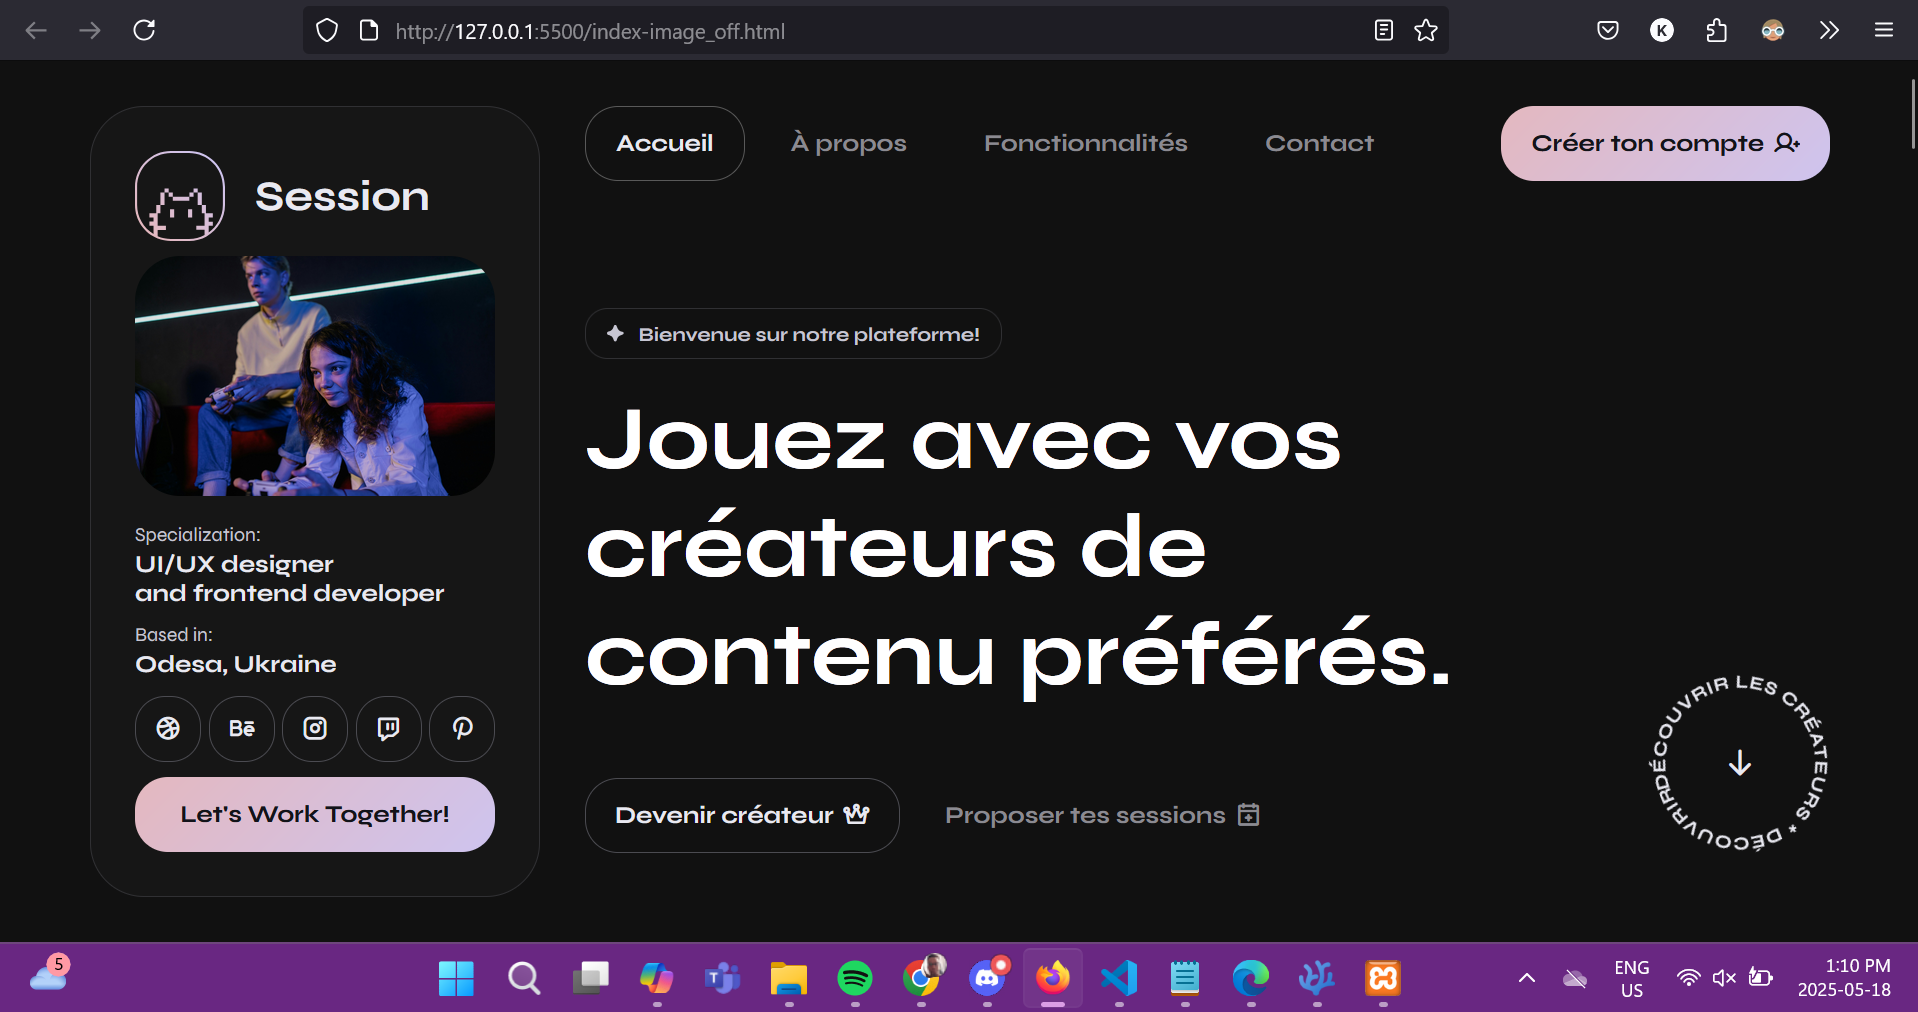 http://127.0.0.1:5500/index-image_off.html
K
Session
Accueil
À propos
Fonctionnalités
Contact
Créer ton compte
Bienvenue sur notre plateforme!
Jouez avec vos
créateurs de
contenu préférés.
Specialization:
UI/UX designer
and frontend developer
Based in:
Odesa, Ukraine
Bē
Let's Work Together!
Devenir créateur
Proposer tes sessions
DÉCOUVRIR LES CRÉATEURS * DÉCOUVRIR
5
T
ENG
US
1:10 PM
2025-05-18